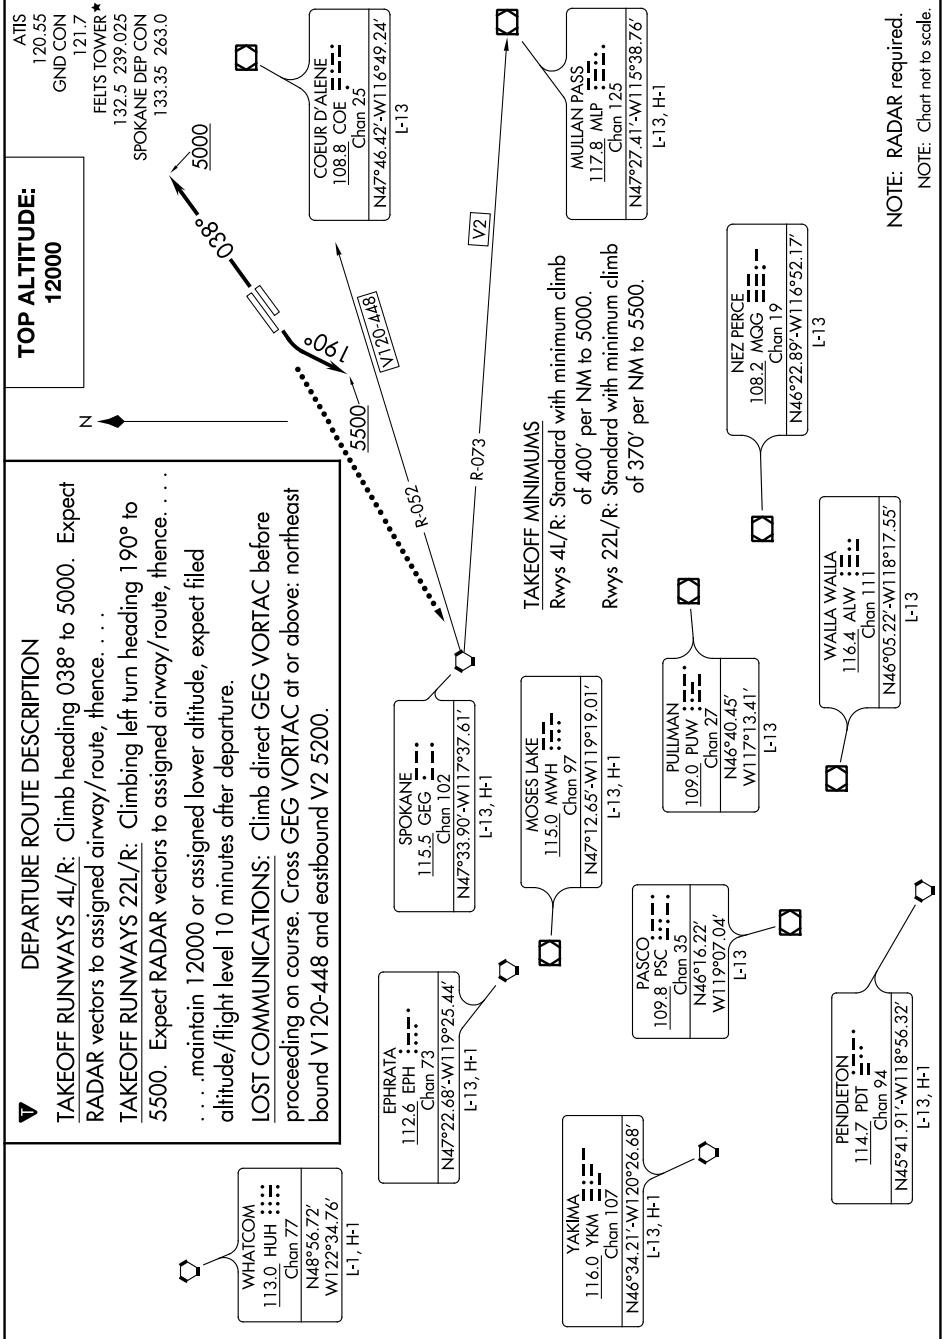 DEPARTURE ROUTE DESCRIPTION
TAKEOFF RUNWAYS 4L/R: Climb heading 038° to 5000. Expect
RADAR vectors to assigned airway/route, thence. . . .
TAKEOFF RUNWAYS 22L/R: Climbing left turn heading 190° to
5500. Expect RADAR vectors to assigned airway/route, thence. . . .
. . . .maintain 12000 or assigned lower altitude, expect filed
altitude/flight level 10 minutes after departure.
LOST COMMUNICATIONS: Climb direct GEG VORTAC before
proceeding on course. Cross GEG VORTAC at or above: northeast
bound V120-448 and eastbound V2 5200.
TOP ALTITUDE:
12000
ATIS
120.55
GND CON
121.7
FELTS TOWER★
132.5 239.025
SPOKANE DEP CON
133.35 263.0
N
038°
5000
190°
5500
V120-448
R-052
V2
R-073
COEUR D'ALENE
108.8 COE
Chan 25
N47°46.42'-W116°49.24'
L-13
MULLAN PASS
117.8 MLP
Chan 125
N47°27.41'-W115°38.76'
L-13, H-1
WHATCOM
113.0 HUH
Chan 77
N48°56.72'
W122°34.76'
L-1, H-1
EPHRATA
112.6 EPH
Chan 73
N47°22.68'-W119°25.44'
L-13, H-1
SPOKANE
115.5 GEG
Chan 102
N47°33.90'-W117°37.61'
L-13, H-1
MOSES LAKE
115.0 MWH
Chan 97
N47°12.65'-W119°19.01'
L-13, H-1
TAKEOFF MINIMUMS
Rwys 4L/R: Standard with minimum climb
of 400' per NM to 5000.
Rwys 22L/R: Standard with minimum climb
of 370' per NM to 5500.
YAKIMA
116.0 YKM
Chan 107
N46°34.21'-W120°26.68'
L-13, H-1
PASCO
109.8 PSC
Chan 35
N46°16.22'
W119°07.04'
L-13
PULLMAN
109.0 PUW
Chan 27
N46°40.45'
W117°13.41'
L-13
NEZ PERCE
108.2 MQG
Chan 19
N46°22.89'-W116°52.17'
L-13
WALLA WALLA
116.4 ALW
Chan 111
N46°05.22'-W118°17.55'
L-13
PENDLETON
114.7 PDT
Chan 94
N45°41.91'-W118°56.32'
L-13, H-1
NOTE: RADAR required.
NOTE: Chart not to scale.